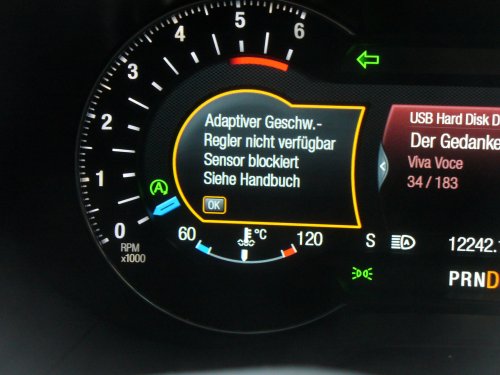 6
5
4
3
2
1
0
RPM
x1000
Adaptiver Geschw.-
Regler nicht verfügbar
Sensor blockiert
Siehe Handbuch
OK
60 °C 120
USB Hard Disk D
Der Gedanke
Viva Voce
34 / 183
S
12242.
PRND